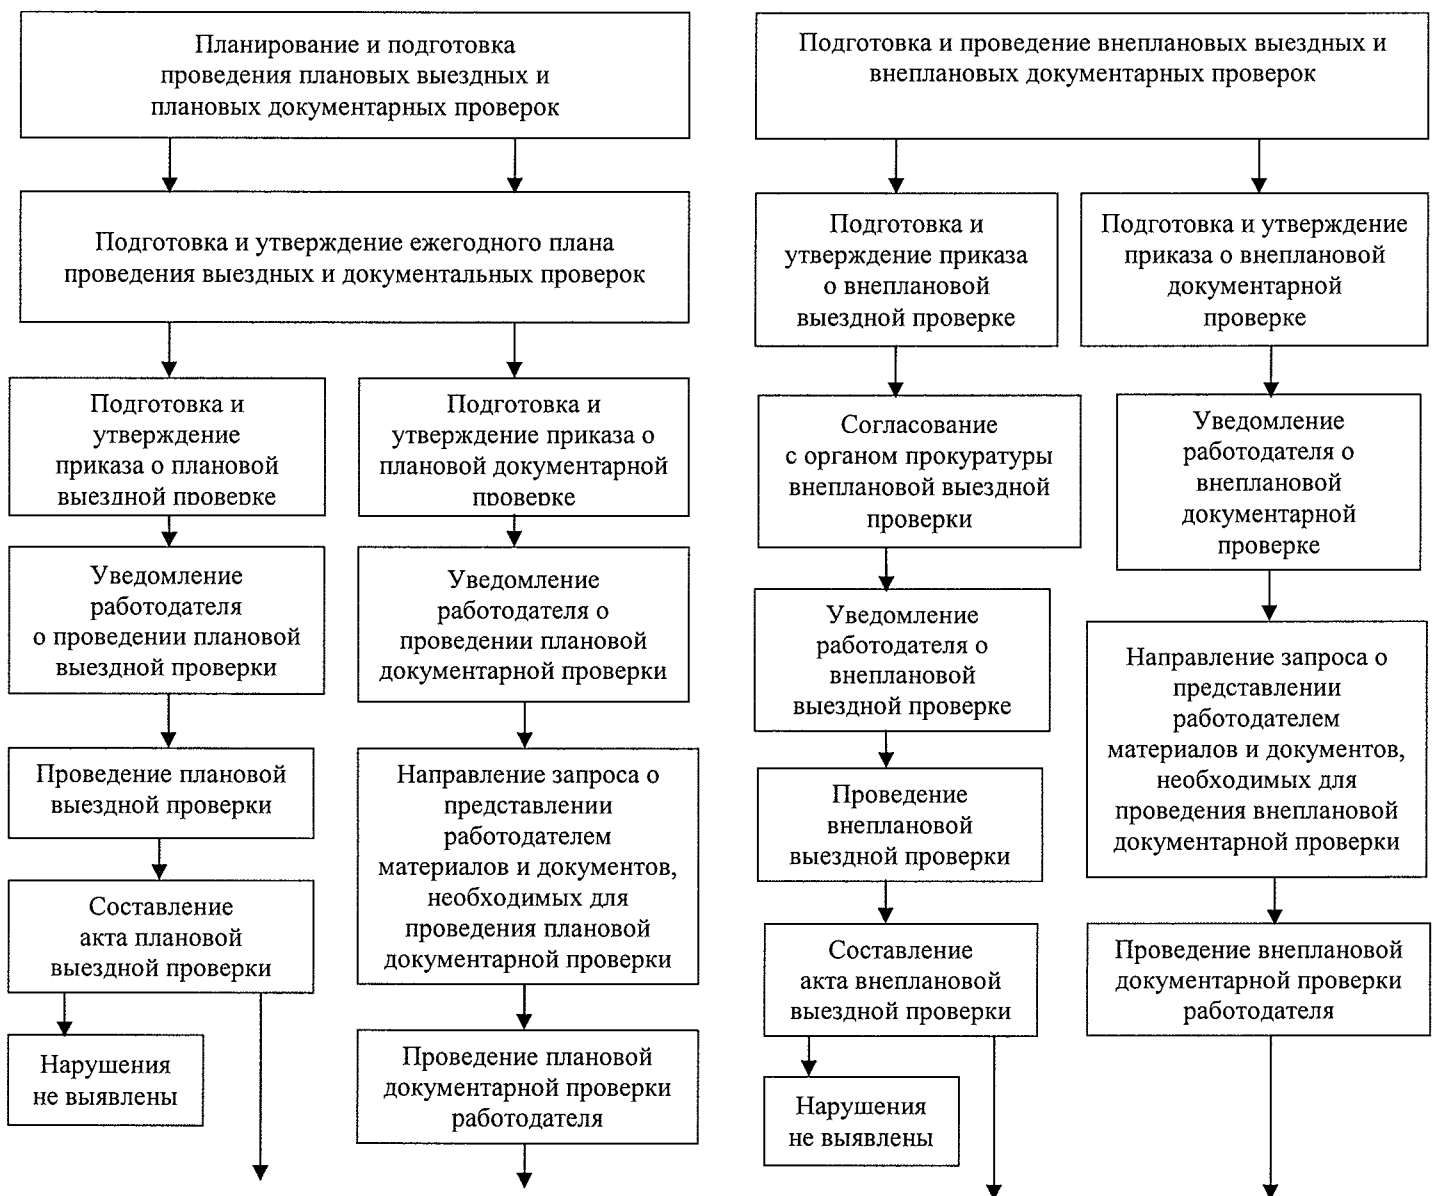 Планирование и подготовка
проведения плановых выездных и
плановых документарных проверок
Подготовка и утверждение ежегодного плана
проведения выездных и документальных проверок
Подготовка и
утверждение
приказа о плановой
выездной проверке
Уведомление
работодателя
о проведении плановой
выездной проверки
Проведение плановой
выездной проверки
Составление
акта плановой
выездной проверки
Нарушения
не выявлены
Подготовка и
утверждение приказа о
плановой документарной
проверке
Уведомление
работодателя о
проведении плановой
документарной проверки
Направление запроса о
представлении
работодателем
материалов и документов,
необходимых для
проведения плановой
документарной проверки
Проведение плановой
документарной проверки
работодателя
Подготовка и проведение внеплановых выездных и
внеплановых документарных проверок
Подготовка и
утверждение приказа
о внеплановой
выездной проверке
Согласование
с органом прокуратуры
внеплановой выездной
проверки
Уведомление
работодателя о
внеплановой
выездной проверке
Проведение
внеплановой
выездной проверки
Составление
акта внеплановой
выездной проверки
Нарушения
не выявлены
Подготовка и утверждение
приказа о внеплановой
документарной
проверке
Уведомление
работодателя о
внеплановой
документарной
проверке
Направление запроса о
представлении
работодателем
материалов и документов,
необходимых для
проведения внеплановой
документарной проверки
Проведение внеплановой
документарной проверки
работодателя